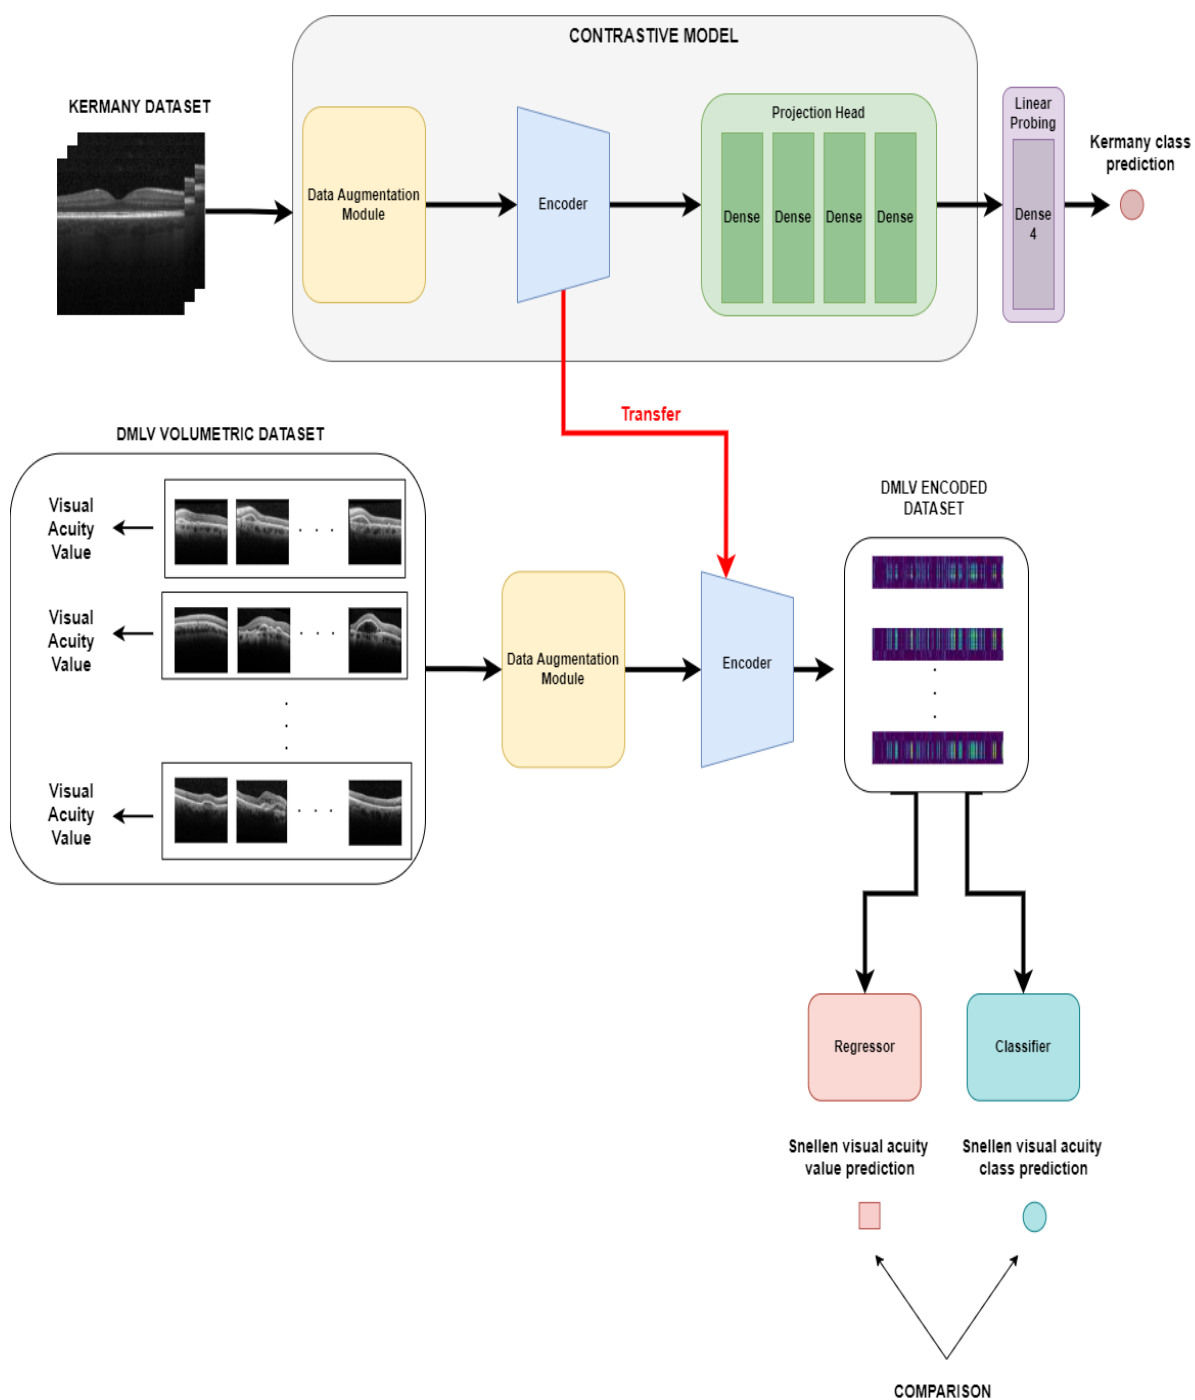 CONTRASTIVE MODEL
KERMANY DATASET
Data Augmentation
Module
Encoder
Projection Head
Dense
Dense
Dense
Dense
Linear
Probing
Dense
4
Kermany class
prediction
Transfer
DMLV VOLUMETRIC DATASET
Visual
Acuity
Value
Visual
Acuity
Value
Visual
Acuity
Value
Data Augmentation
Module
Encoder
DMLV ENCODED
DATASET
Regressor
Classifier
Snellen visual acuity
value prediction
Snellen visual acuity
class prediction
COMPARISON